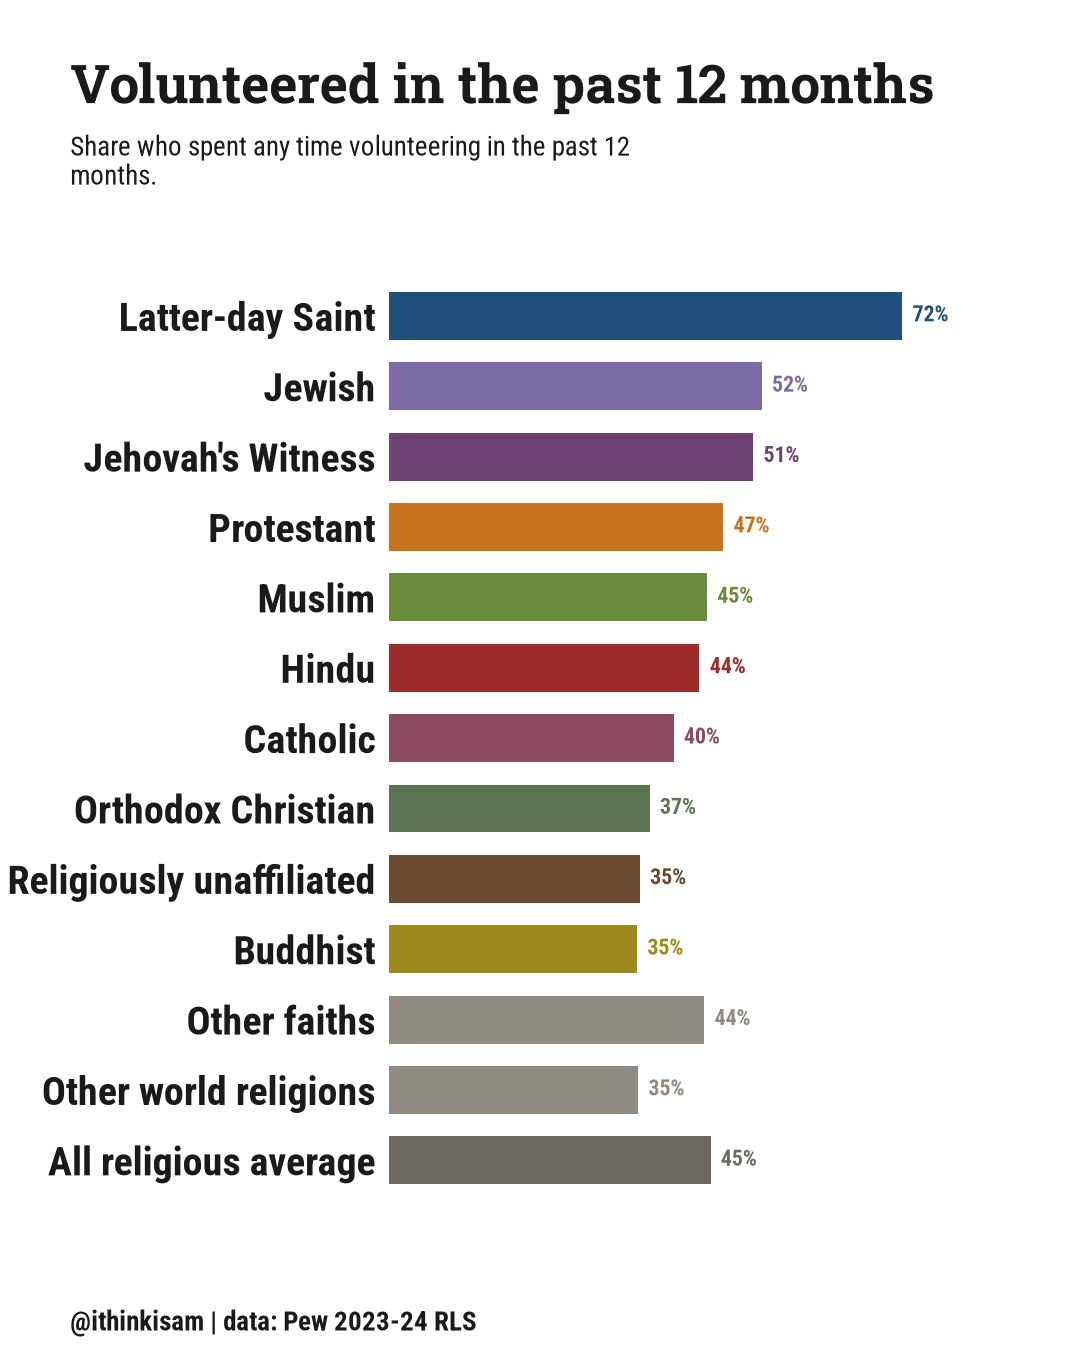 Volunteered in the past 12 months
Share who spent any time volunteering in the past 12
months.
Latter-day Saint 72%
Jewish 52%
Jehovah's Witness 51%
Protestant 47%
Muslim 45%
Hindu 44%
Catholic 40%
Orthodox Christian 37%
Religiously unaffiliated 35%
Buddhist 35%
Other faiths 44%
Other world religions 35%
All religious average 45%
@ithinkisam | data: Pew 2023-24 RLS